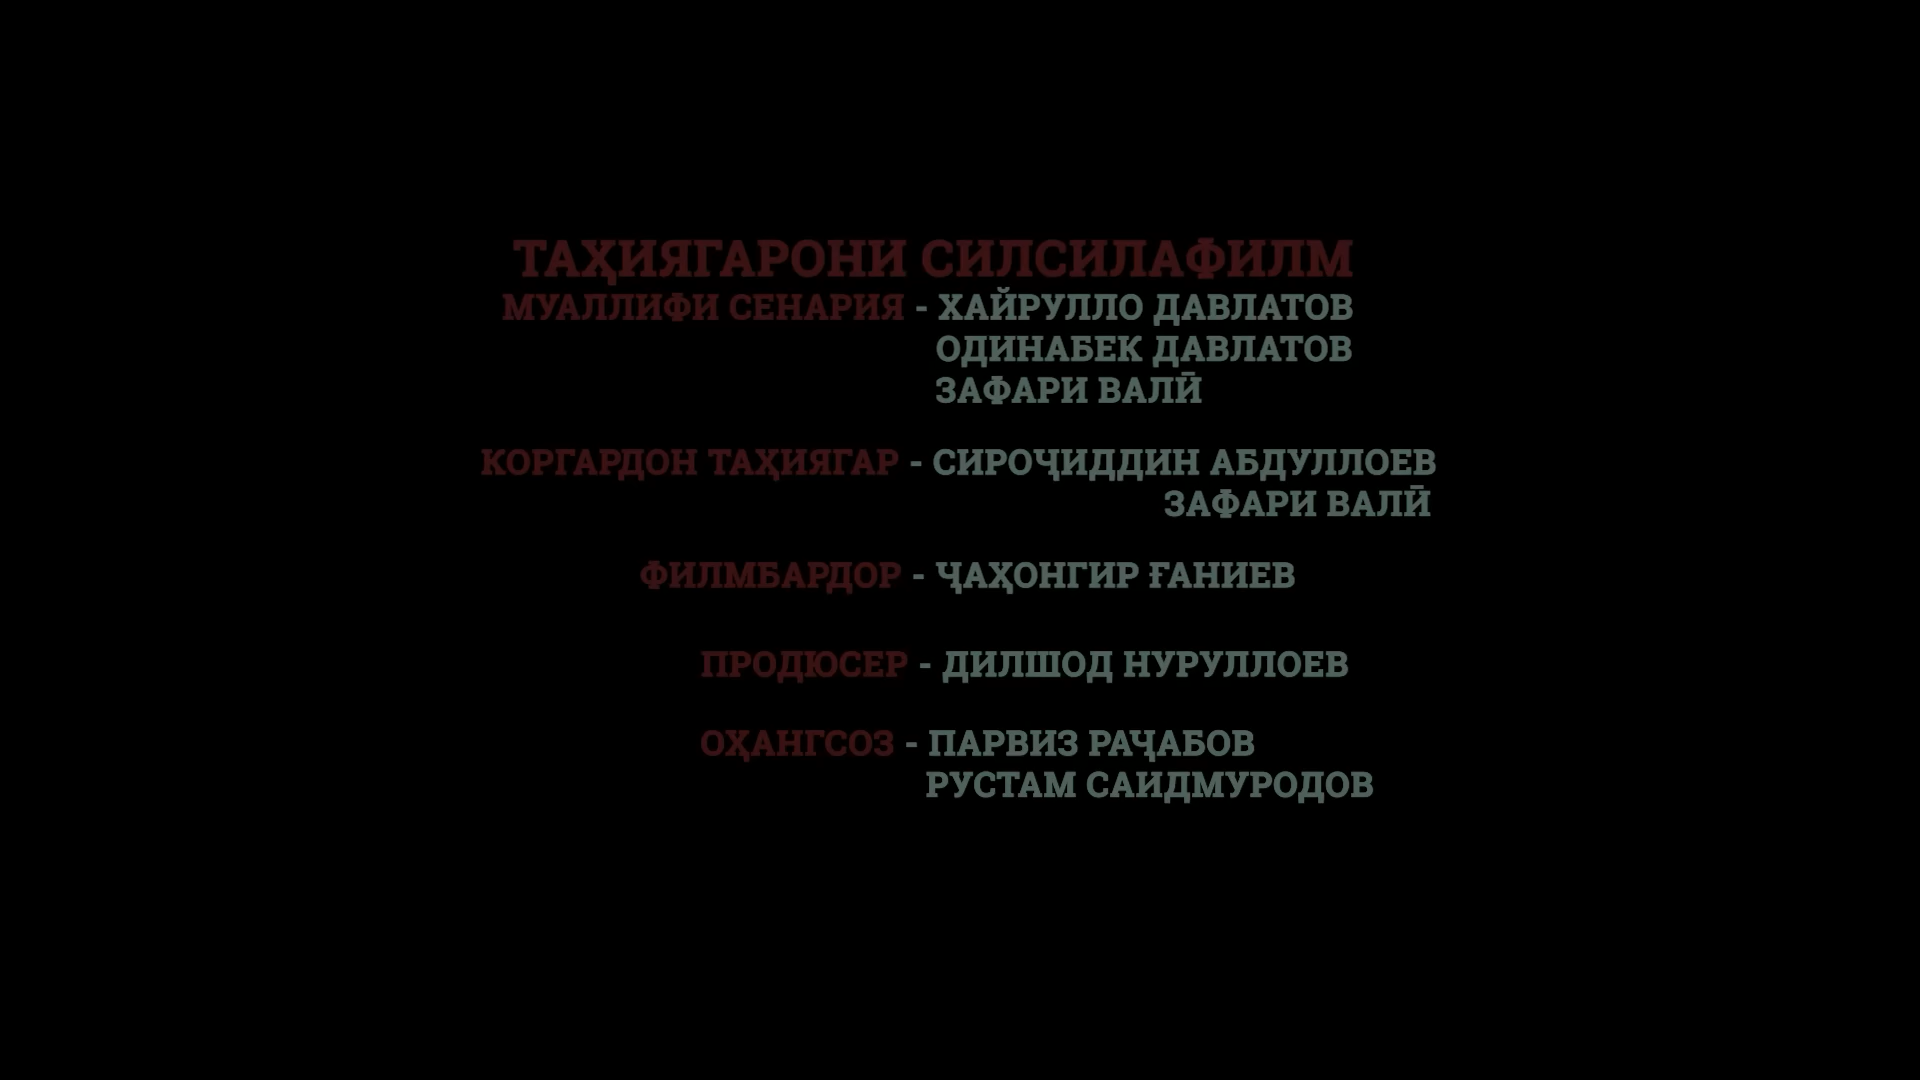 ТАҲИЯГАРОНИ СИЛСИЛАФИЛМ
МУАЛЛИФИ СЕНАРИЯ - ХАЙРУЛЛО ДАВЛАТОВ
ОДИНАБЕК ДАВЛАТОВ
ЗАФАРИ ВАЛӢ
КОРГАРДОН ТАҲИЯГАР - СИРОҶИДДИН АБДУЛЛОЕВ
ЗАФАРИ ВАЛӢ
ФИЛМБАРДОР - ҶАҲОНГИР ҒАНИЕВ
ПРОДЮСЕР - ДИЛШОД НУРУЛЛОЕВ
ОҲАНГСОЗ - ПАРВИЗ РАҶАБОВ
РУСТАМ САИДМУРОДОВ